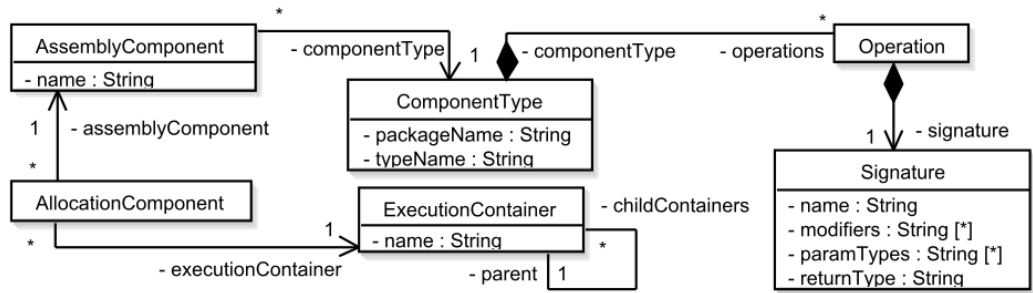 AssemblyComponent
- name : String
*
- componentType
1
ComponentType
- packageName : String
- typeName : String
- componentType
*
- operations
Operation
1
- signature
Signature
- name : String
- modifiers : String [*]
- paramTypes : String [*]
- returnType : String
1
- assemblyComponent
*
AllocationComponent
*
1
- executionContainer
ExecutionContainer
- name : String
- childContainers
*
- parent
1